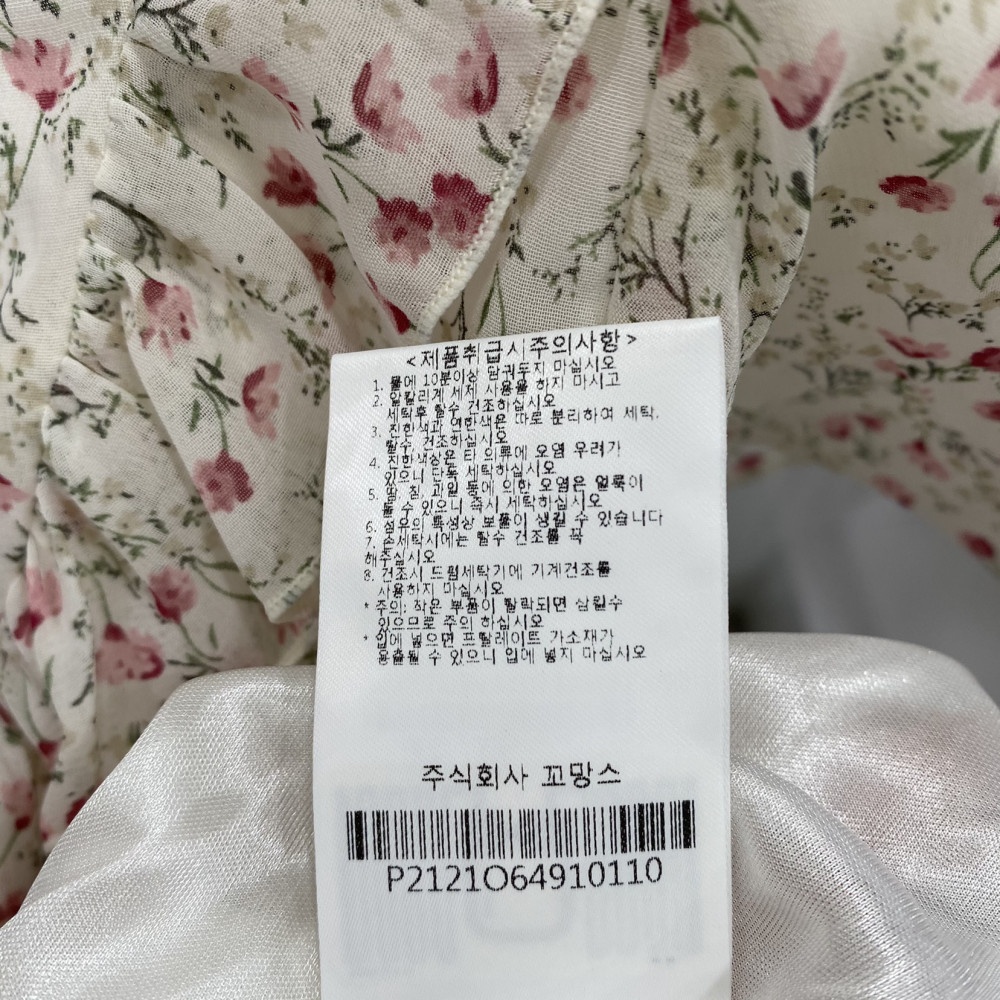 <제품취급시주의사항>
1. 물에 10분이상 담궈두지 마십시오
2. 알칼리계 세제 사용을 하지 마시고
세탁후 탈수 건조하십시오
3. 진한색과 연한색은 따로 분리하여 세탁.
탈수. 건조하십시오
4. 진한색상은 타 의류에 오염 우려가
있으니 단독 세탁하십시오
5. 땀, 침, 과일 등에 의한 오염은 얼룩이
될 수 있으니 즉시 세탁하십시오
6. 섬유의 특성상 보풀이 생길 수 있습니다
7. 손세탁시에는 탈수 건조를 꼭
해주십시오
8. 건조시 드럼세탁기에 기계건조를
사용하지 마십시오
* 주의: 작은 부품이 탈락되면 삼킬수
있으므로 주의 하십시오
* 입에 넣으면 프탈레이트 가소재가
용출될 수 있으니 입에 넣지 마십시오
주식회사 꼬망스
P2121O64910110